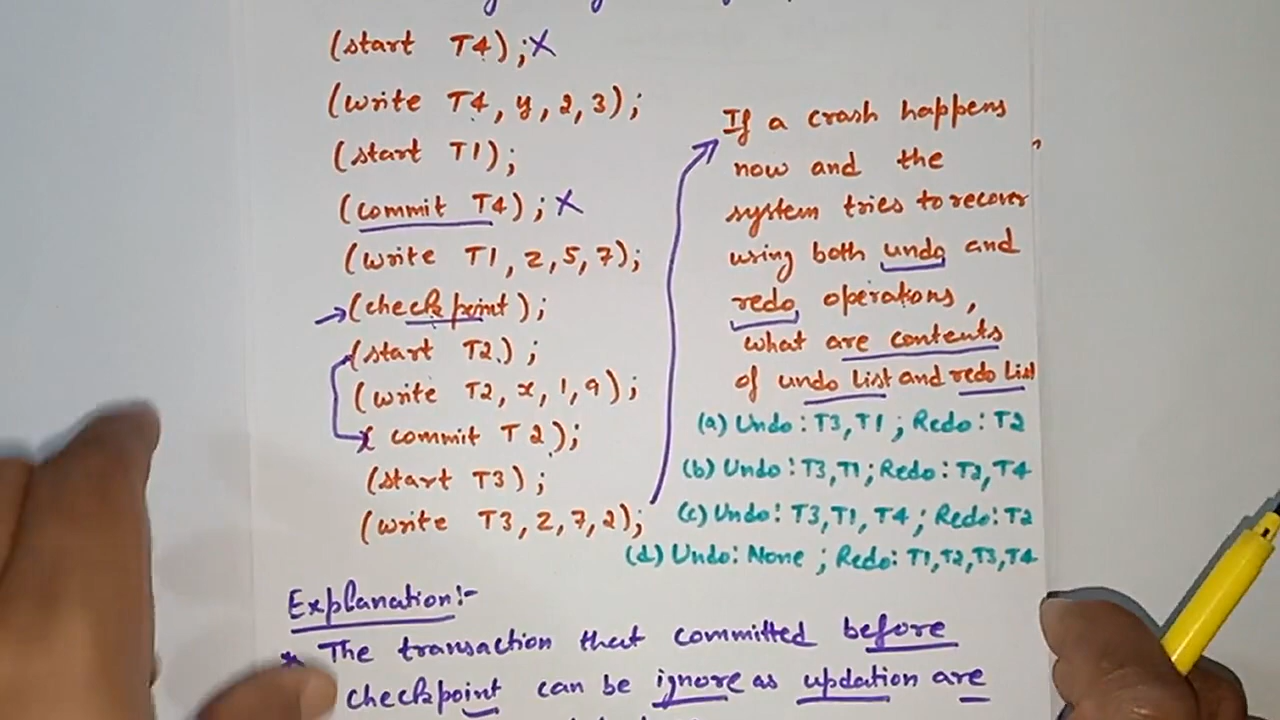 (start T4);X
(write T4, y, 2, 3);
(start T1);
(commit T4);X
(write T1, z, 5, 7);
→(checkpoint);
(start T2);
(write T2, x, 1, 9);
( commit T2);
(start T3);
(write T3, z, 7, 2);
If a crash happens
now and the
system tries to recover
using both undo and
redo operations,
what are contents
of undo list and redo list
(a) Undo: T3, T1; Redo: T2
(b) Undo: T3, T1; Redo: T2, T4
(c) Undo: T3, T1, T4; Redo: T2
(d) Undo: None; Redo: T1, T2, T3, T4
Explanation:-
* The transaction that committed before
checkpoint can be ignore as updation are